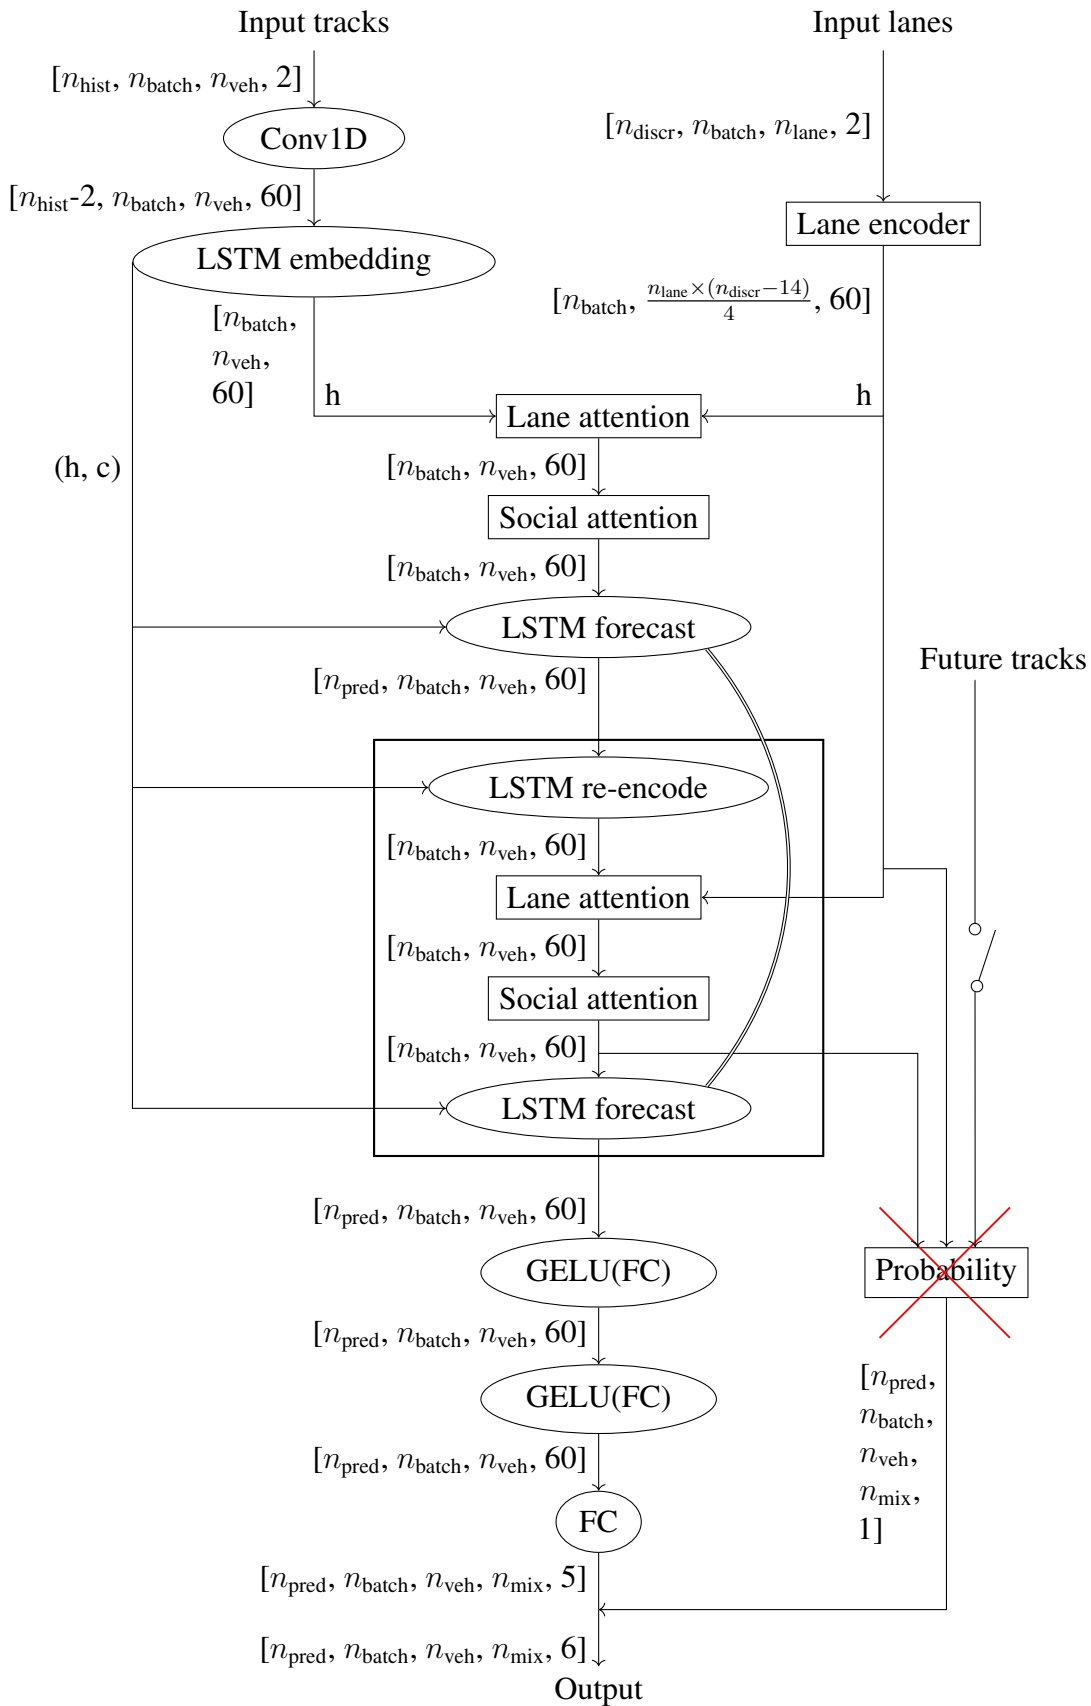 Input tracks
Input lanes
[n_hist, n_batch, n_veh, 2]
[n_discr, n_batch, n_lane, 2]
Conv1D
[n_hist-2, n_batch, n_veh, 60]
Lane encoder
LSTM embedding
[n_batch, n_lane×(n_discr−14)/4, 60]
[n_batch,
n_veh,
60]
h
h
Lane attention
(h, c)
[n_batch, n_veh, 60]
Social attention
[n_batch, n_veh, 60]
LSTM forecast
Future tracks
[n_pred, n_batch, n_veh, 60]
LSTM re-encode
[n_batch, n_veh, 60]
Lane attention
[n_batch, n_veh, 60]
Social attention
[n_batch, n_veh, 60]
LSTM forecast
[n_pred, n_batch, n_veh, 60]
GELU(FC)
Probability
[n_pred, n_batch, n_veh, 60]
GELU(FC)
[n_pred,
n_batch,
n_veh,
n_mix,
1]
[n_pred, n_batch, n_veh, 60]
FC
[n_pred, n_batch, n_veh, n_mix, 5]
[n_pred, n_batch, n_veh, n_mix, 6]
Output